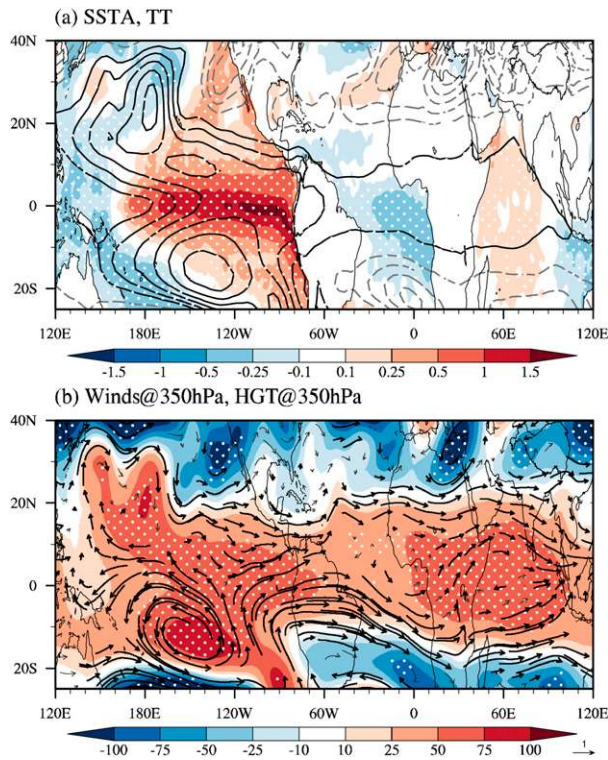 (a) SSTA, TT
40N
20N
0
20S
120E 180E 120W 60W 0 60E 120E
-1.5 -1 -0.5 -0.25 -0.1 0.1 0.25 0.5 1 1.5
(b) Winds@350hPa, HGT@350hPa
40N
20N
0
20S
120E 180E 120W 60W 0 60E 120E
-100 -75 -50 -25 -10 10 25 50 75 100 1